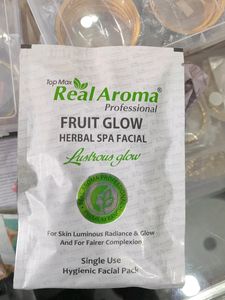 Top Max
Real Aroma®
Professional
FRUIT GLOW
HERBAL SPA FACIAL
Lustrous glow
For Skin Luminous Radiance & Glow
And For Fairer Complexion
Single Use
Hygienic Facial Pack